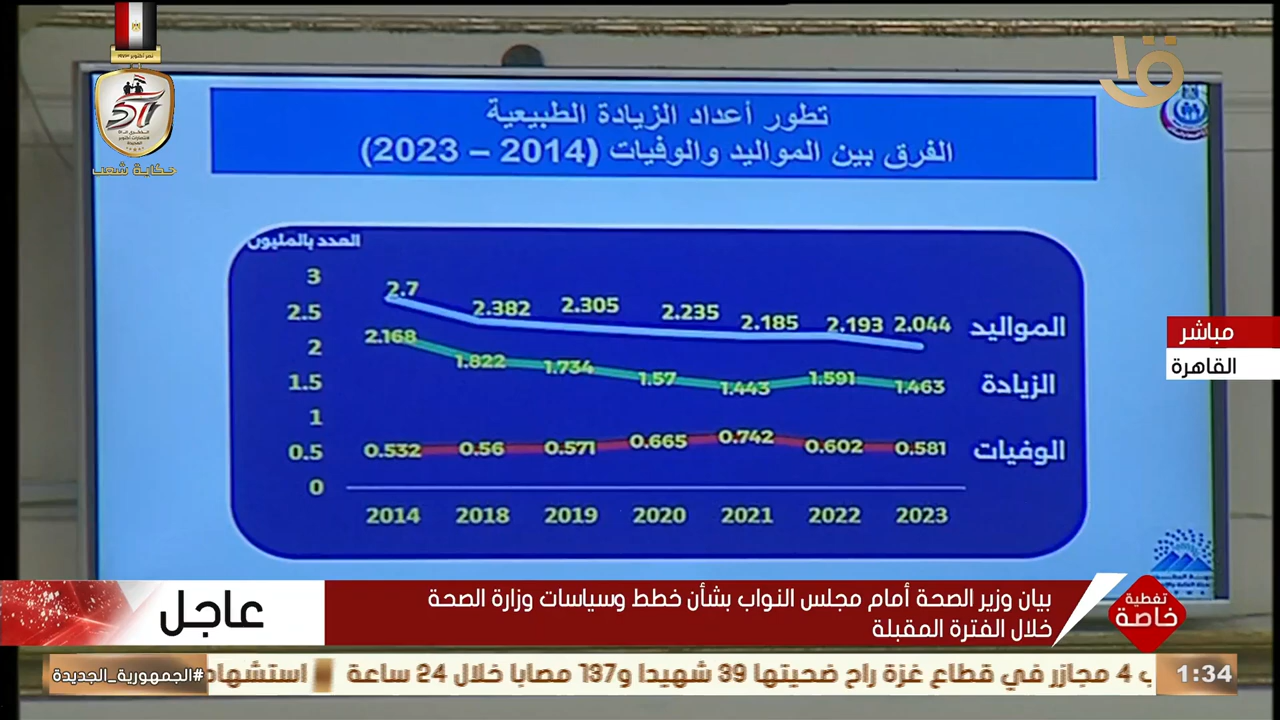 نصر أكتوبر ١٩٧٣
حكاية شعب
تطور أعداد الزيادة الطبيعية
الفرق بين المواليد والوفيات (2014 – 2023)
العدد بالمليون
3
2.5
2
1.5
1
0.5
0
2.7 2.382 2.305 2.235 2.185 2.193 2.044 المواليد
2.168 1.822 1.734 1.57 1.443 1.591 1.463 الزيادة
0.532 0.56 0.571 0.665 0.742 0.602 0.581 الوفيات
2014 2018 2019 2020 2021 2022 2023
مباشر
القاهرة
عاجل
بيان وزير الصحة أمام مجلس النواب بشأن خطط وسياسات وزارة الصحة
خلال الفترة المقبلة
تغطية
خاصة
4 مجازر في قطاع غزة راح ضحيتها 39 شهيدا و137 مصابا خلال 24 ساعة
#الجمهورية_الجديدة
1:34